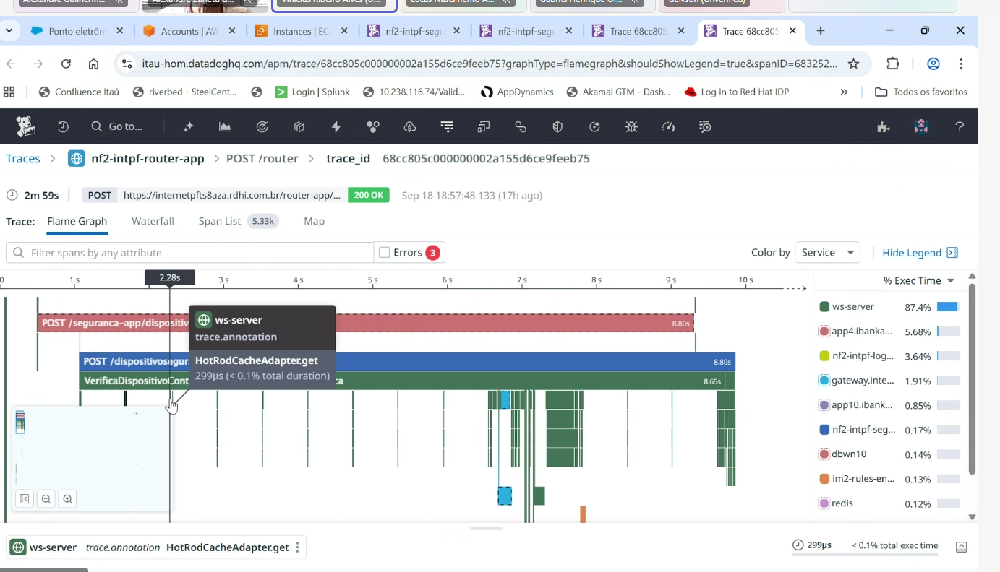 Alexandre Guilherm...
Alexandre Zanetti d...
Vinicius Ribeiro Alves (U...
Lucas Nascimento A...
Gabriel Henrique Ol...
deivson (Unverified)
Ponto eletrôni
Accounts | AW
Instances | EC
nf2-intpf-segu
nf2-intpf-segu
Trace 68cc805
Trace 68cc805
itau-hom.datadoghq.com/apm/trace/68cc805c000000002a155d6ce9feeb75?graphType=flamegraph&shouldShowLegend=true&spanID=683252...
Confluence Itaú
riverbed - SteelCent...
Login | Splunk
10.238.116.74/Valid...
AppDynamics
Akamai GTM - Dash...
Log in to Red Hat IDP
»
Todos os favoritos
Go to...
?
Traces > nf2-intpf-router-app > POST /router > trace_id 68cc805c000000002a155d6ce9feeb75
2m 59s
POST https://internetpfts8aza.rdhi.com.br/router-app/... 200 OK Sep 18 18:57:48.133 (17h ago)
Trace: Flame Graph Waterfall Span List 5.33k Map
Filter spans by any attribute
Errors 3
Color by Service
Hide Legend
0 1 s 2.28s 3 s 4 s 5 s 6 s 7 s 8 s 9 s 10 s
% Exec Time
POST /seguranca-app/dispositiv
8.80s
POST /dispositivosegur
8.80s
VerificaDispositivoCont
ca
8.65s
ws-server
trace.annotation
HotRodCacheAdapter.get
299μs (< 0.1% total duration)
ws-server 87.4%
app4.ibanka... 5.68%
nf2-intpf-log... 3.64%
gateway.inte... 1.91%
app10.ibank... 0.85%
nf2-intpf-seg... 0.17%
dbwn10 0.14%
im2-rules-en... 0.13%
redis 0.12%
ws-server trace.annotation HotRodCacheAdapter.get
299μs < 0.1% total exec time